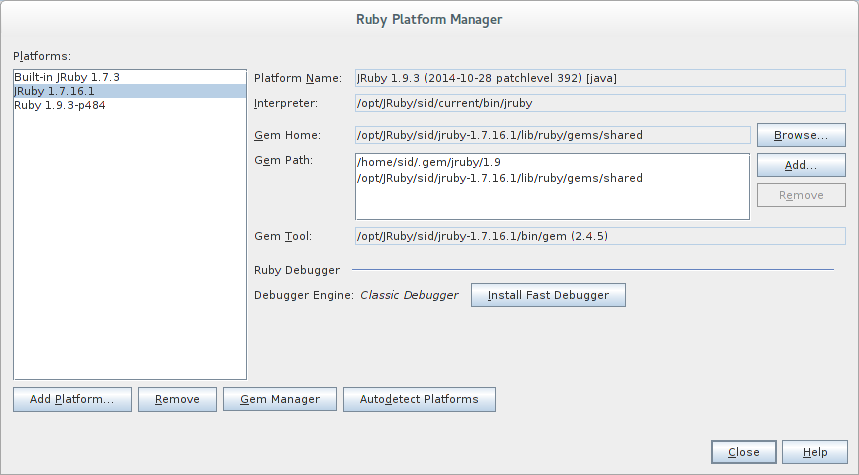 Ruby Platform Manager
Platforms:
Built-in JRuby 1.7.3
JRuby 1.7.16.1
Ruby 1.9.3-p484
Platform Name: JRuby 1.9.3 (2014-10-28 patchlevel 392) [java]
Interpreter: /opt/JRuby/sid/current/bin/jruby
Gem Home: /opt/JRuby/sid/jruby-1.7.16.1/lib/ruby/gems/shared Browse...
Gem Path: /home/sid/.gem/jruby/1.9 Add...
/opt/JRuby/sid/jruby-1.7.16.1/lib/ruby/gems/shared
Remove
Gem Tool: /opt/JRuby/sid/jruby-1.7.16.1/bin/gem (2.4.5)
Ruby Debugger
Debugger Engine: Classic Debugger Install Fast Debugger
Add Platform... Remove Gem Manager Autodetect Platforms
Close Help